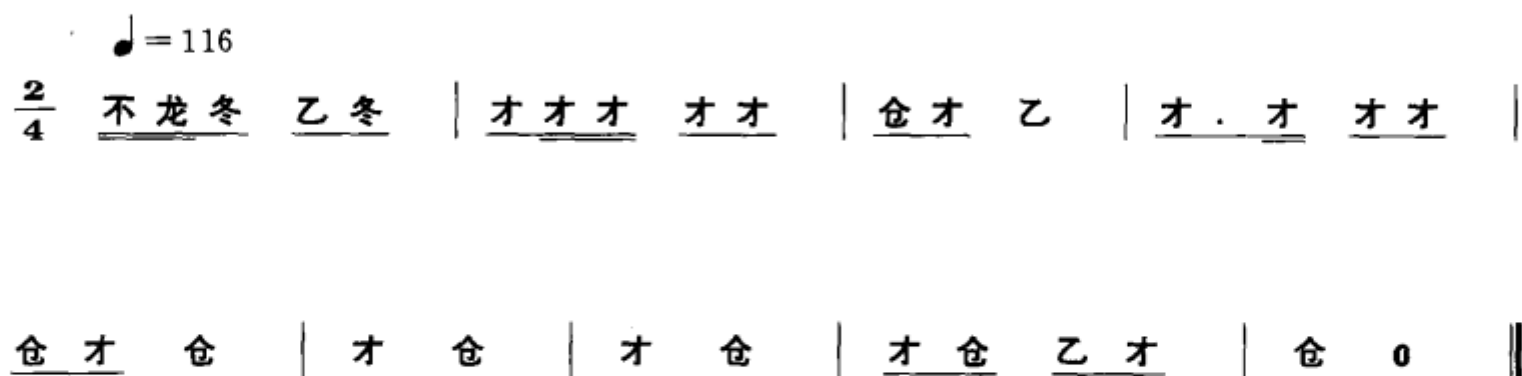 ♩=116
2/4 不龙冬 乙冬 | 才才才 才才 | 仓才 乙 | 才.才 才才 |
仓才 仓 | 才 仓 | 才 仓 | 才仓 乙才 | 仓 0 ‖